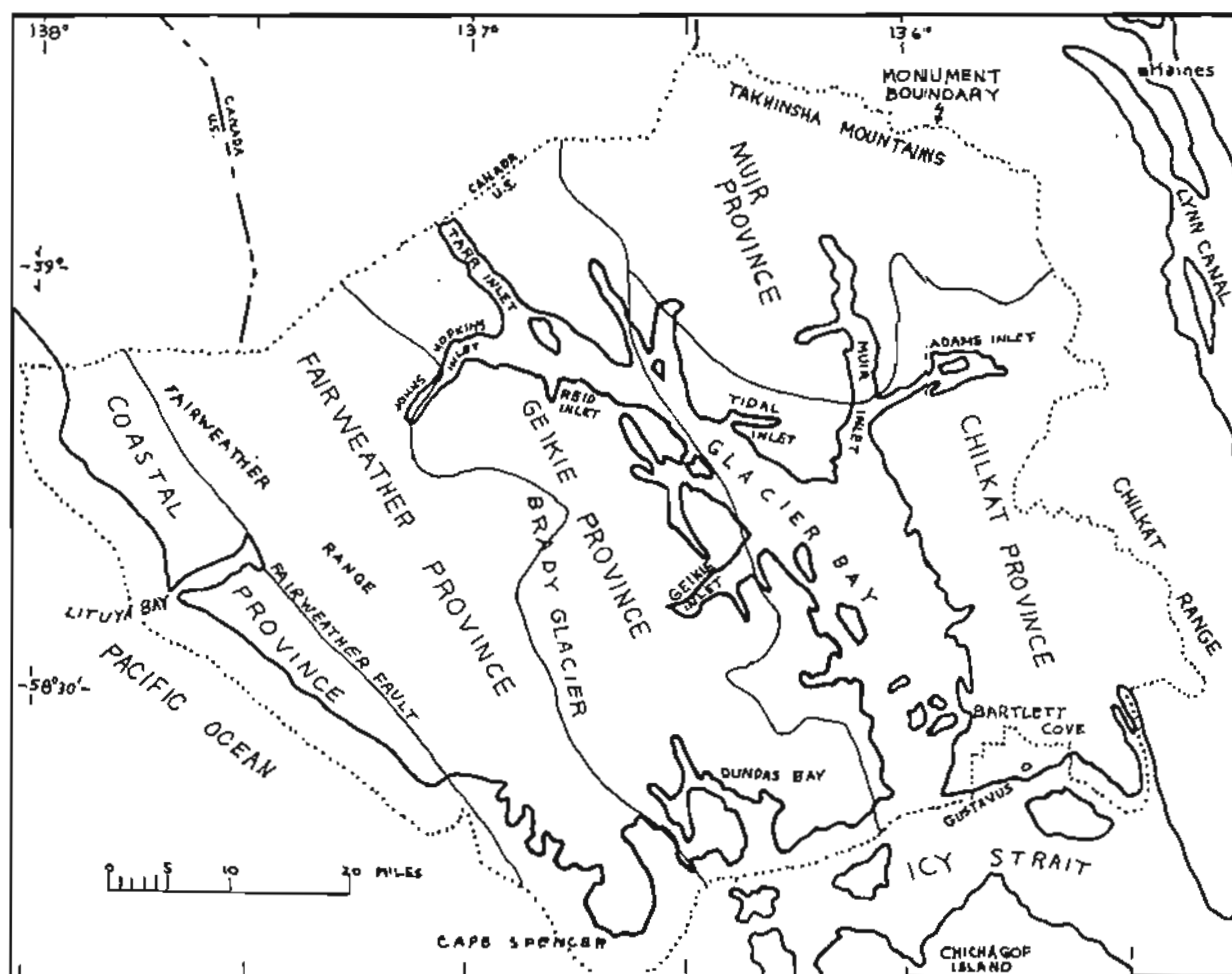 138°
137°
136°
CANADA
U.S.
MONUMENT
BOUNDARY
Haines
TAKHINSHA MOUNTAINS
CANADA
U.S.
MUIR
PROVINCE
LYNN CANAL
-59°-
TARR INLET
JOHNS HOPKINS
INLET
MUIR
INLET
ADAMS INLET
FAIRWEATHER
RANGE
FAIRWEATHER
PROVINCE
REID
INLET
TIDAL
INLET
COASTAL
PROVINCE
GEIKIE
PROVINCE
GLACIER BAY
CHILKAT PROVINCE
CHILKAT
RANGE
BRADY GLACIER
GEIKIE
INLET
LITUYA BAY
FAIRWEATHER FAULT
-58°30'-
PACIFIC OCEAN
BARTLETT
COVE
DUNDAS BAY
GUSTAVUS
0 5 10 20 MILES
ICY STRAIT
CAPE SPENCER
CHICHAGOF
ISLAND